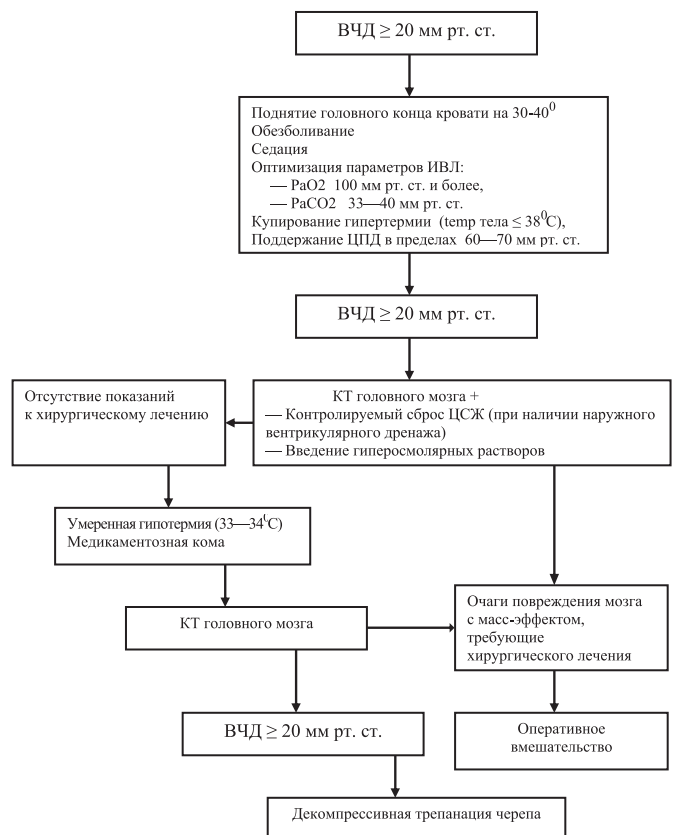 ВЧД ≥ 20 мм рт. ст.
Поднятие головного конца кровати на 30-40⁰
Обезболивание
Седация
Оптимизация параметров ИВЛ:
— PaO2 100 мм рт. ст. и более,
— PaCO2 33—40 мм рт. ст.
Купирование гипертермии (temp тела ≤ 38⁰C),
Поддержание ЦПД в пределах 60—70 мм рт. ст.
ВЧД ≥ 20 мм рт. ст.
КТ головного мозга +
— Контролируемый сброс ЦСЖ (при наличии наружного
вентрикулярного дренажа)
— Введение гиперосмолярных растворов
Отсутствие показаний
к хирургическому лечению
Умеренная гипотермия (33—34⁰C)
Медикаментозная кома
КТ головного мозга
Очаги повреждения мозга
с масс-эффектом,
требующие
хирургического лечения
ВЧД ≥ 20 мм рт. ст.
Оперативное
вмешательство
Декомпрессивная трепанация черепа